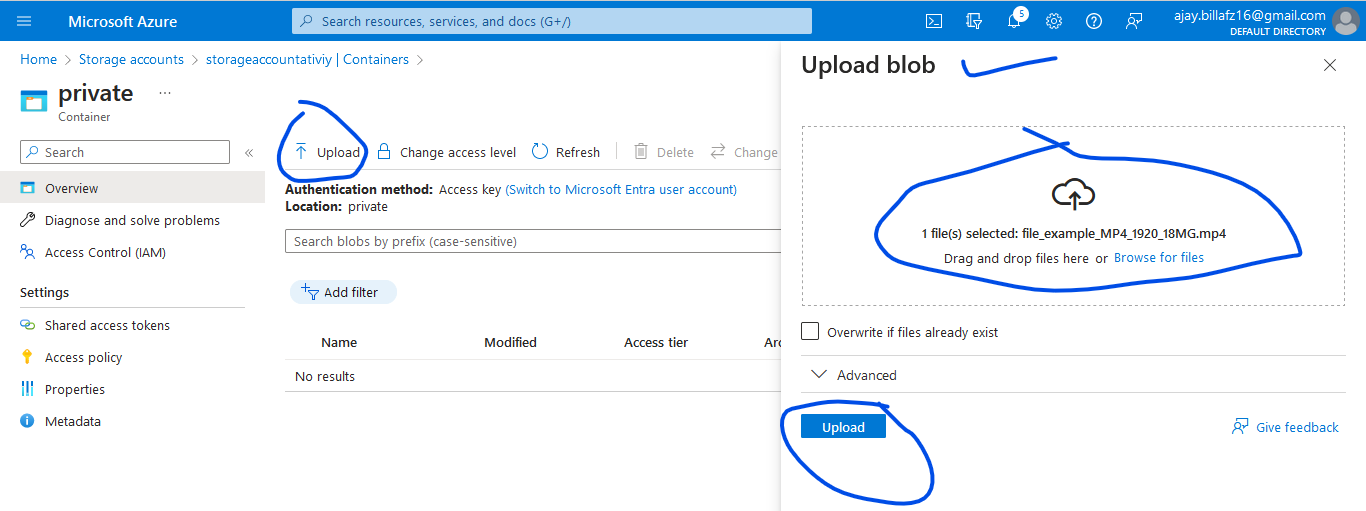 Microsoft Azure
Search resources, services, and docs (G+/)
5
ajay.billafz16@gmail.com
DEFAULT DIRECTORY
Home > Storage accounts > storageaccountativiy | Containers >
private ...
Container
Search
«
Overview
Diagnose and solve problems
Access Control (IAM)
Settings
Shared access tokens
Access policy
Properties
Metadata
Upload Change access level Refresh Delete Change
Authentication method: Access key (Switch to Microsoft Entra user account)
Location: private
Search blobs by prefix (case-sensitive)
Add filter
Name Modified Access tier Arc
No results
Upload blob
1 file(s) selected: file_example_MP4_1920_18MG.mp4
Drag and drop files here or Browse for files
Overwrite if files already exist
Advanced
Upload
Give feedback